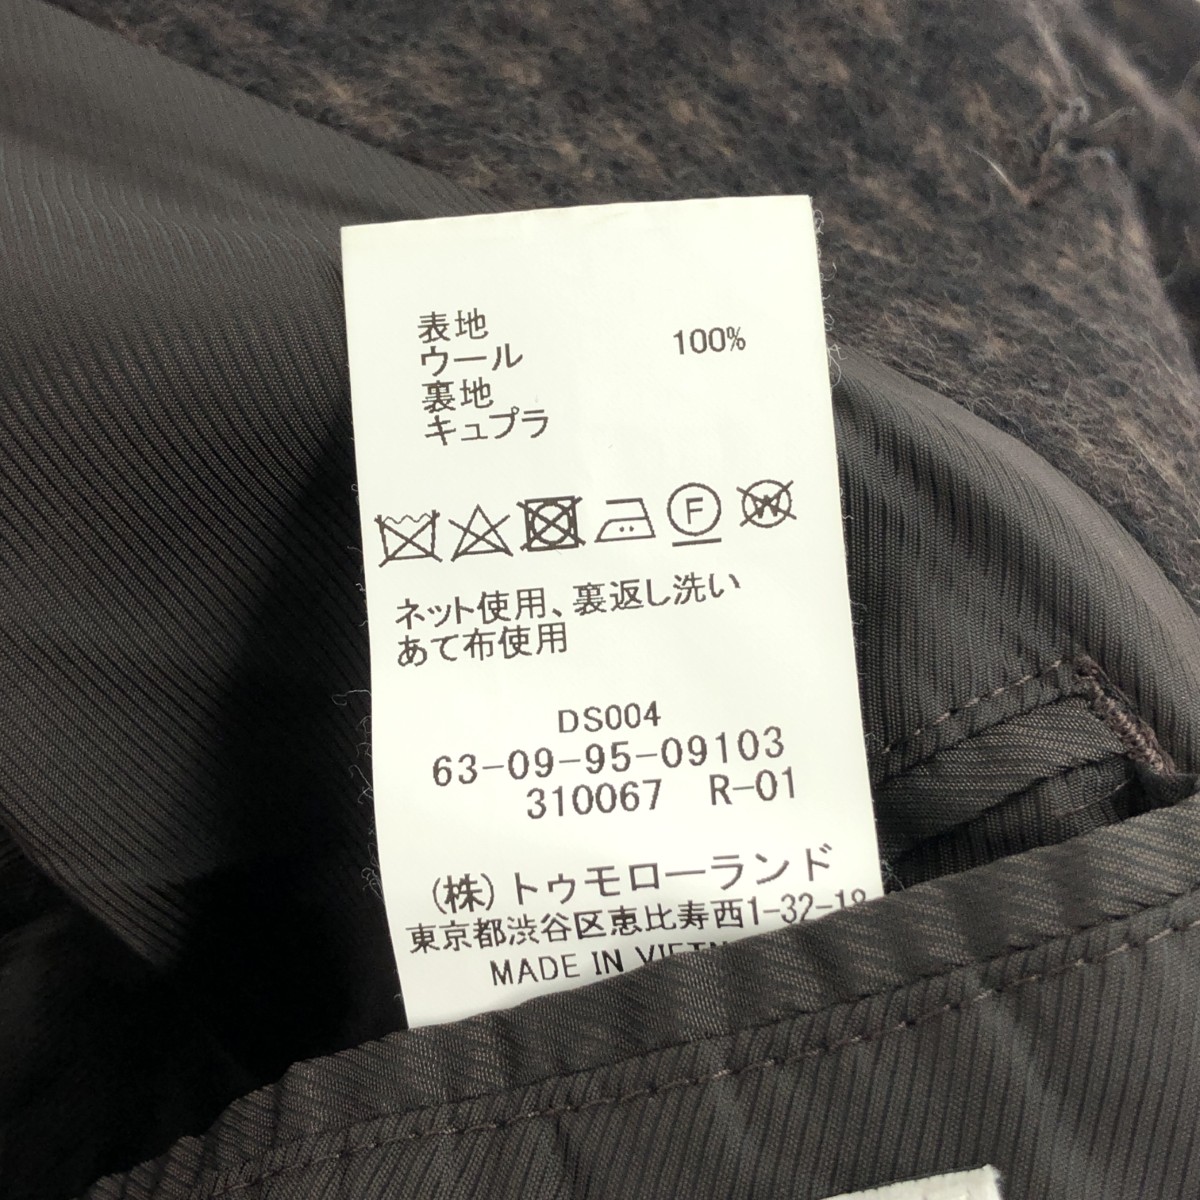 表地
ウール 100%
裏地
キュプラ
F
W
ネット使用、裏返し洗い
あて布使用
DS004
63-09-95-09103
310067 R-01
(株)トゥモローランド
東京都渋谷区恵比寿西1-32-18
MADE IN